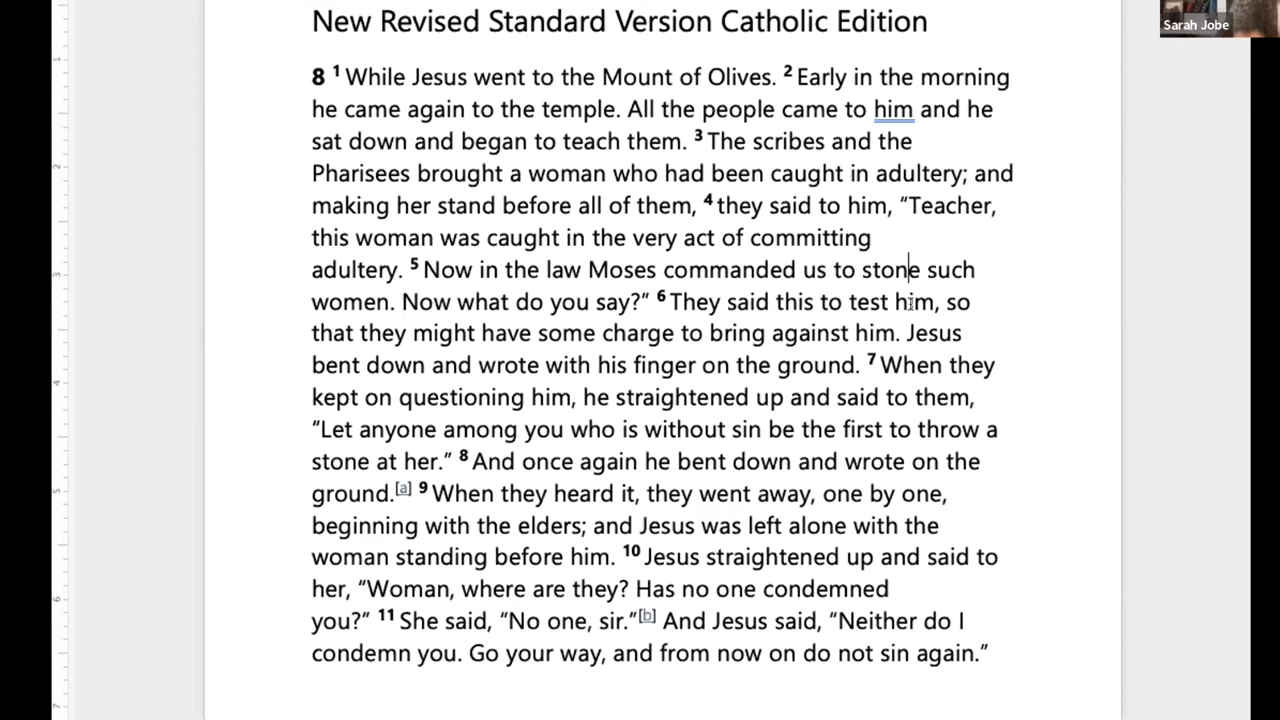 New Revised Standard Version Catholic Edition
Sarah Jobe
8 1 While Jesus went to the Mount of Olives. 2 Early in the morning
he came again to the temple. All the people came to him and he
sat down and began to teach them. 3 The scribes and the
Pharisees brought a woman who had been caught in adultery; and
making her stand before all of them, 4 they said to him, “Teacher,
this woman was caught in the very act of committing
adultery. 5 Now in the law Moses commanded us to stone such
women. Now what do you say?” 6 They said this to test him, so
that they might have some charge to bring against him. Jesus
bent down and wrote with his finger on the ground. 7 When they
kept on questioning him, he straightened up and said to them,
“Let anyone among you who is without sin be the first to throw a
stone at her.” 8 And once again he bent down and wrote on the
ground.[a] 9 When they heard it, they went away, one by one,
beginning with the elders; and Jesus was left alone with the
woman standing before him. 10 Jesus straightened up and said to
her, “Woman, where are they? Has no one condemned
you?” 11 She said, “No one, sir.”[b] And Jesus said, “Neither do I
condemn you. Go your way, and from now on do not sin again.”
1
2
3
4
5
6
7